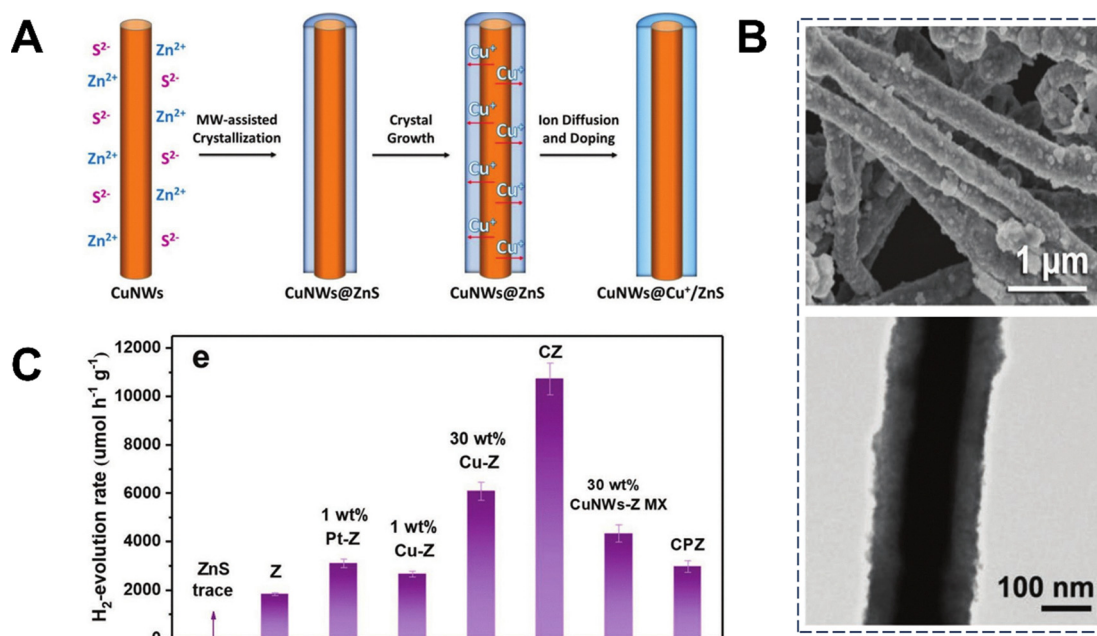 A
S²⁻ Zn²⁺
Zn²⁺ S²⁻
S²⁻ Zn²⁺
Zn²⁺ S²⁻
S²⁻ Zn²⁺
Zn²⁺ S²⁻
CuNWs
MW-assisted
Crystallization
CuNWs@ZnS
Crystal
Growth
Cu⁺
Cu⁺
Cu⁺
Cu⁺
Cu⁺
Cu⁺
Cu⁺
Cu⁺
CuNWs@ZnS
Ion Diffusion
and Doping
CuNWs@Cu⁺/ZnS
B
1 μm
100 nm
C
e
H₂-evolution rate (umol h⁻¹ g⁻¹)
12000
10000
8000
6000
4000
2000
0
ZnS
trace
Z
1 wt%
Pt-Z
1 wt%
Cu-Z
30 wt%
Cu-Z
CZ
30 wt%
CuNWs-Z MX
CPZ